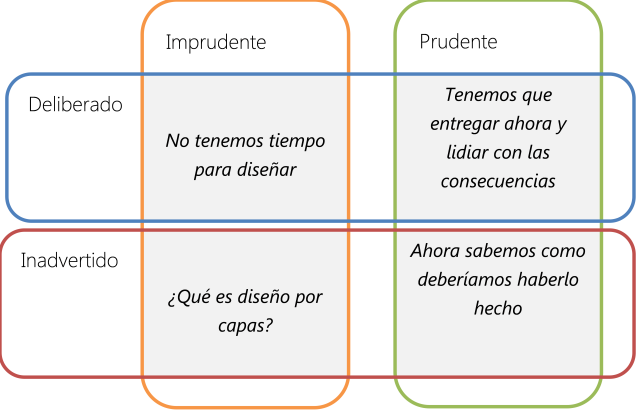 Imprudente
Prudente
Deliberado
No tenemos tiempo
para diseñar
Tenemos que
entregar ahora y
lidiar con las
consecuencias
Inadvertido
¿Qué es diseño por
capas?
Ahora sabemos como
deberíamos haberlo
hecho